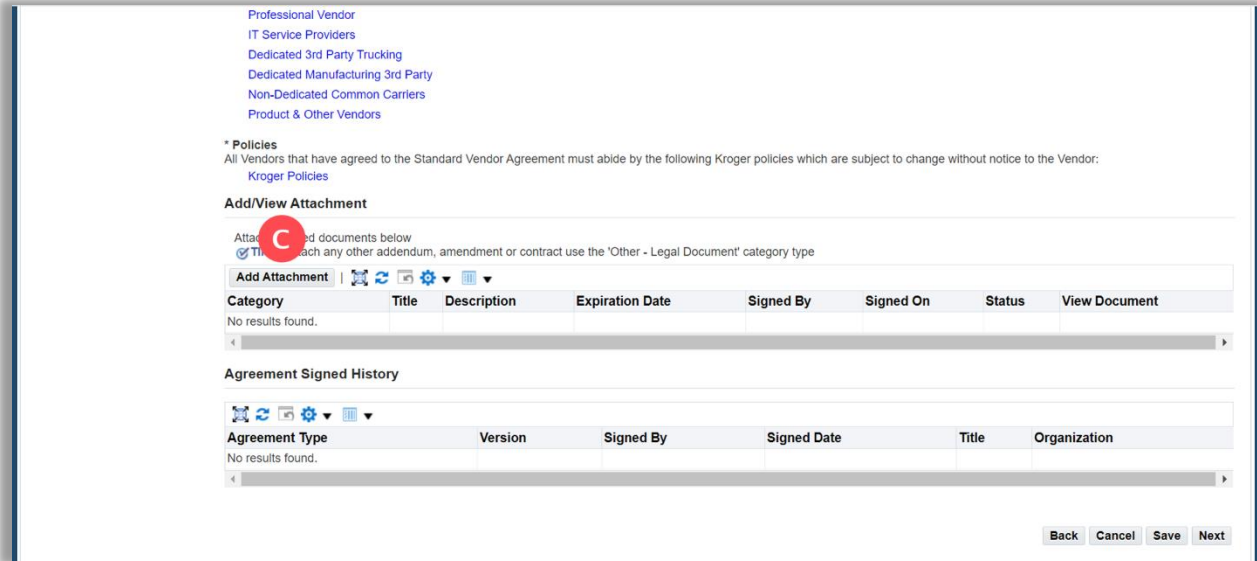 Professional Vendor
IT Service Providers
Dedicated 3rd Party Trucking
Dedicated Manufacturing 3rd Party
Non-Dedicated Common Carriers
Product & Other Vendors
* Policies
All Vendors that have agreed to the Standard Vendor Agreement must abide by the following Kroger policies which are subject to change without notice to the Vendor:
Kroger Policies
Add/View Attachment
C
documents below
any other addendum, amendment or contract use the 'Other - Legal Document' category type
Add Attachment |
Category Title Description Expiration Date Signed By Signed On Status View Document
No results found.
Agreement Signed History
Agreement Type Version Signed By Signed Date Title Organization
No results found.
Back Cancel Save Next